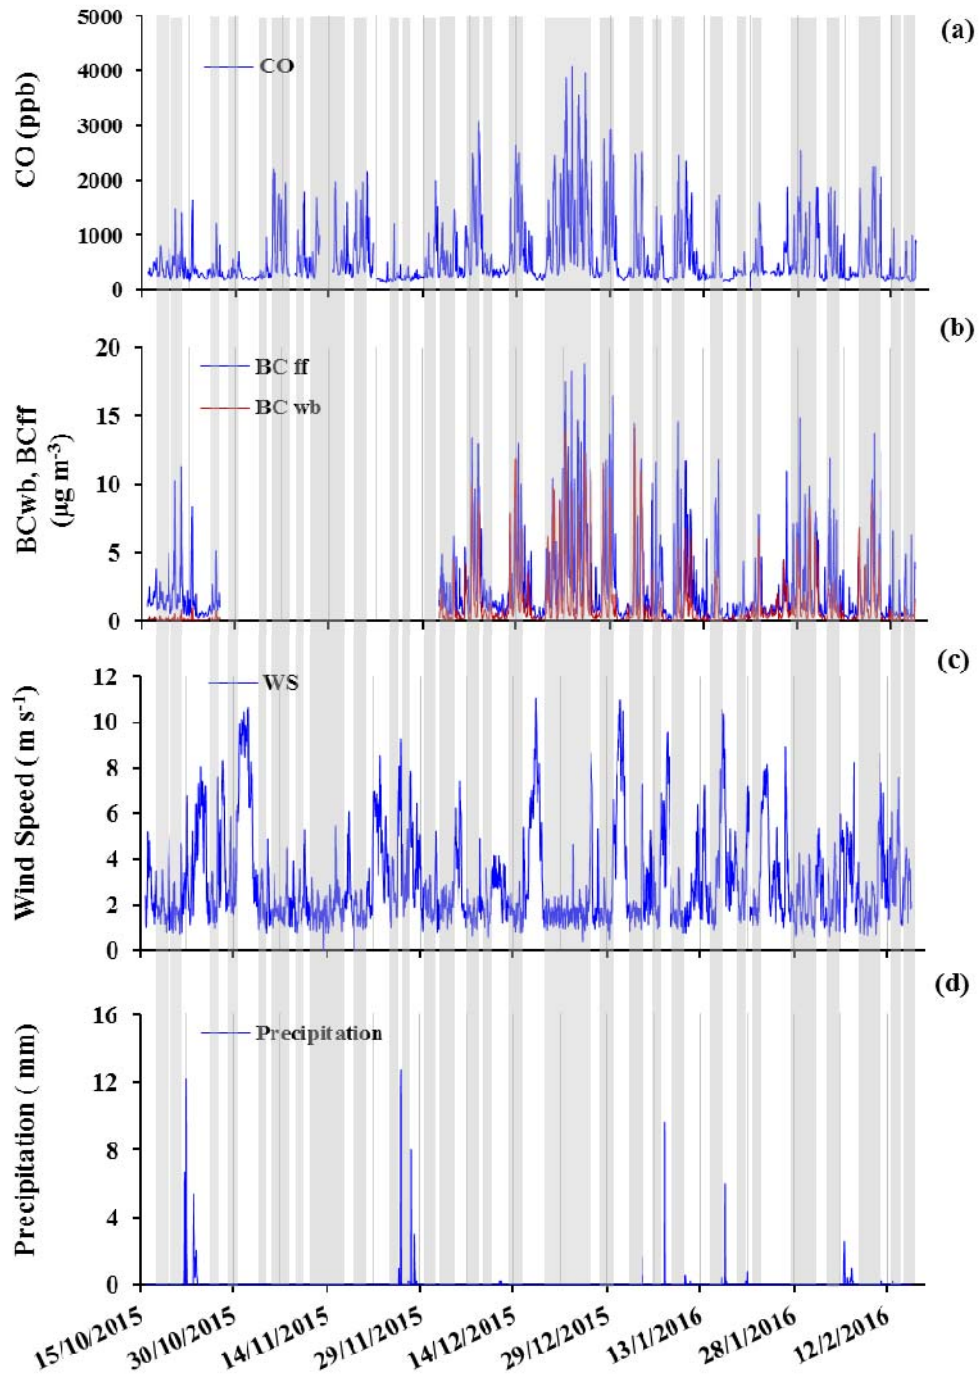 (a)
5000
4000
3000
2000
1000
0
CO (ppb)
CO
(b)
20
15
10
5
0
BCwb, BCff
(µg m⁻³)
BC ff
BC wb
(c)
12
10
8
6
4
2
0
Wind Speed ( m s⁻¹)
WS
(d)
16
12
8
4
0
Precipitation ( mm)
Precipitation
15/10/2015
30/10/2015
14/11/2015
29/11/2015
14/12/2015
29/12/2015
13/1/2016
28/1/2016
12/2/2016